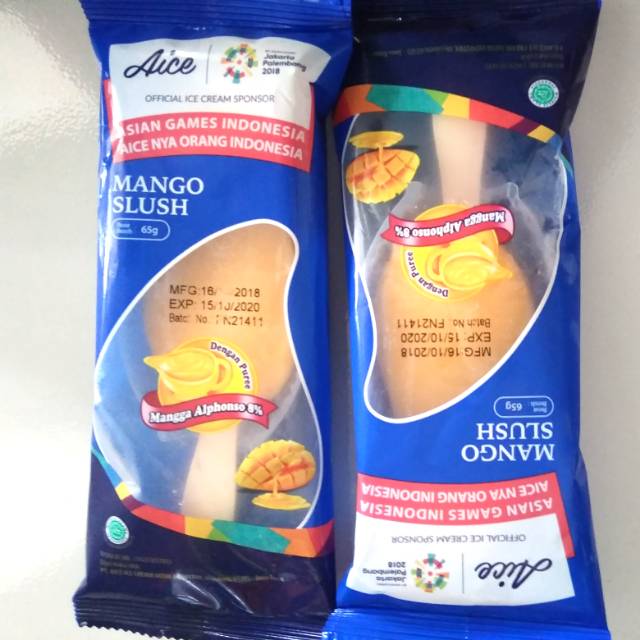 Aice
Jakarta
Palembang
2018
OFFICIAL ICE CREAM SPONSOR
ASIAN GAMES INDONESIA
AICE NYA ORANG INDONESIA
MANGO
SLUSH
65g
MFG:16/ 2018
EXP: 15/10/2020
Batch No.: FN21411
Dengan Puree
Mangga Alphonso 8%
Aice
Jakarta
Palembang
2018
OFFICIAL ICE CREAM SPONSOR
ASIAN GAMES INDONESIA
AICE NYA ORANG INDONESIA
MANGO
SLUSH
Berat
Bersih
65g
MFG:16/10/2018
EXP: 15/10/2020
Batch No.:FN21411
Dengan Puree
Mangga Alphonso 8%